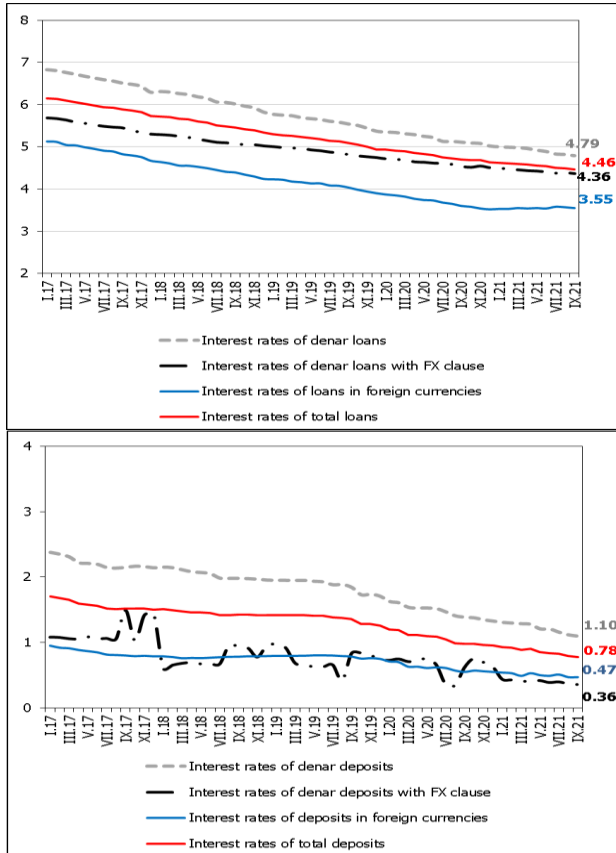 8
7
6
5
4
3
2
4.79
4.46
4.36
3.55
I.17
III.17
V.17
VII.17
IX.17
XI.17
I.18
III.18
V.18
VII.18
IX.18
XI.18
I.19
III.19
V.19
VII.19
IX.19
XI.19
I.20
III.20
V.20
VII.20
IX.20
XI.20
I.21
III.21
V.21
VII.21
IX.21
Interest rates of denar loans
Interest rates of denar loans with FX clause
Interest rates of loans in foreign currencies
Interest rates of total loans
4
3
2
1
0
1.10
0.78
0.47
0.36
I.17
III.17
V.17
VII.17
IX.17
XI.17
I.18
III.18
V.18
VII.18
IX.18
XI.18
I.19
III.19
V.19
VII.19
IX.19
XI.19
I.20
III.20
V.20
VII.20
IX.20
XI.20
I.21
III.21
V.21
VII.21
IX.21
Interest rates of denar deposits
Interest rates of denar deposits with FX clause
Interest rates of deposits in foreign currencies
Interest rates of total deposits